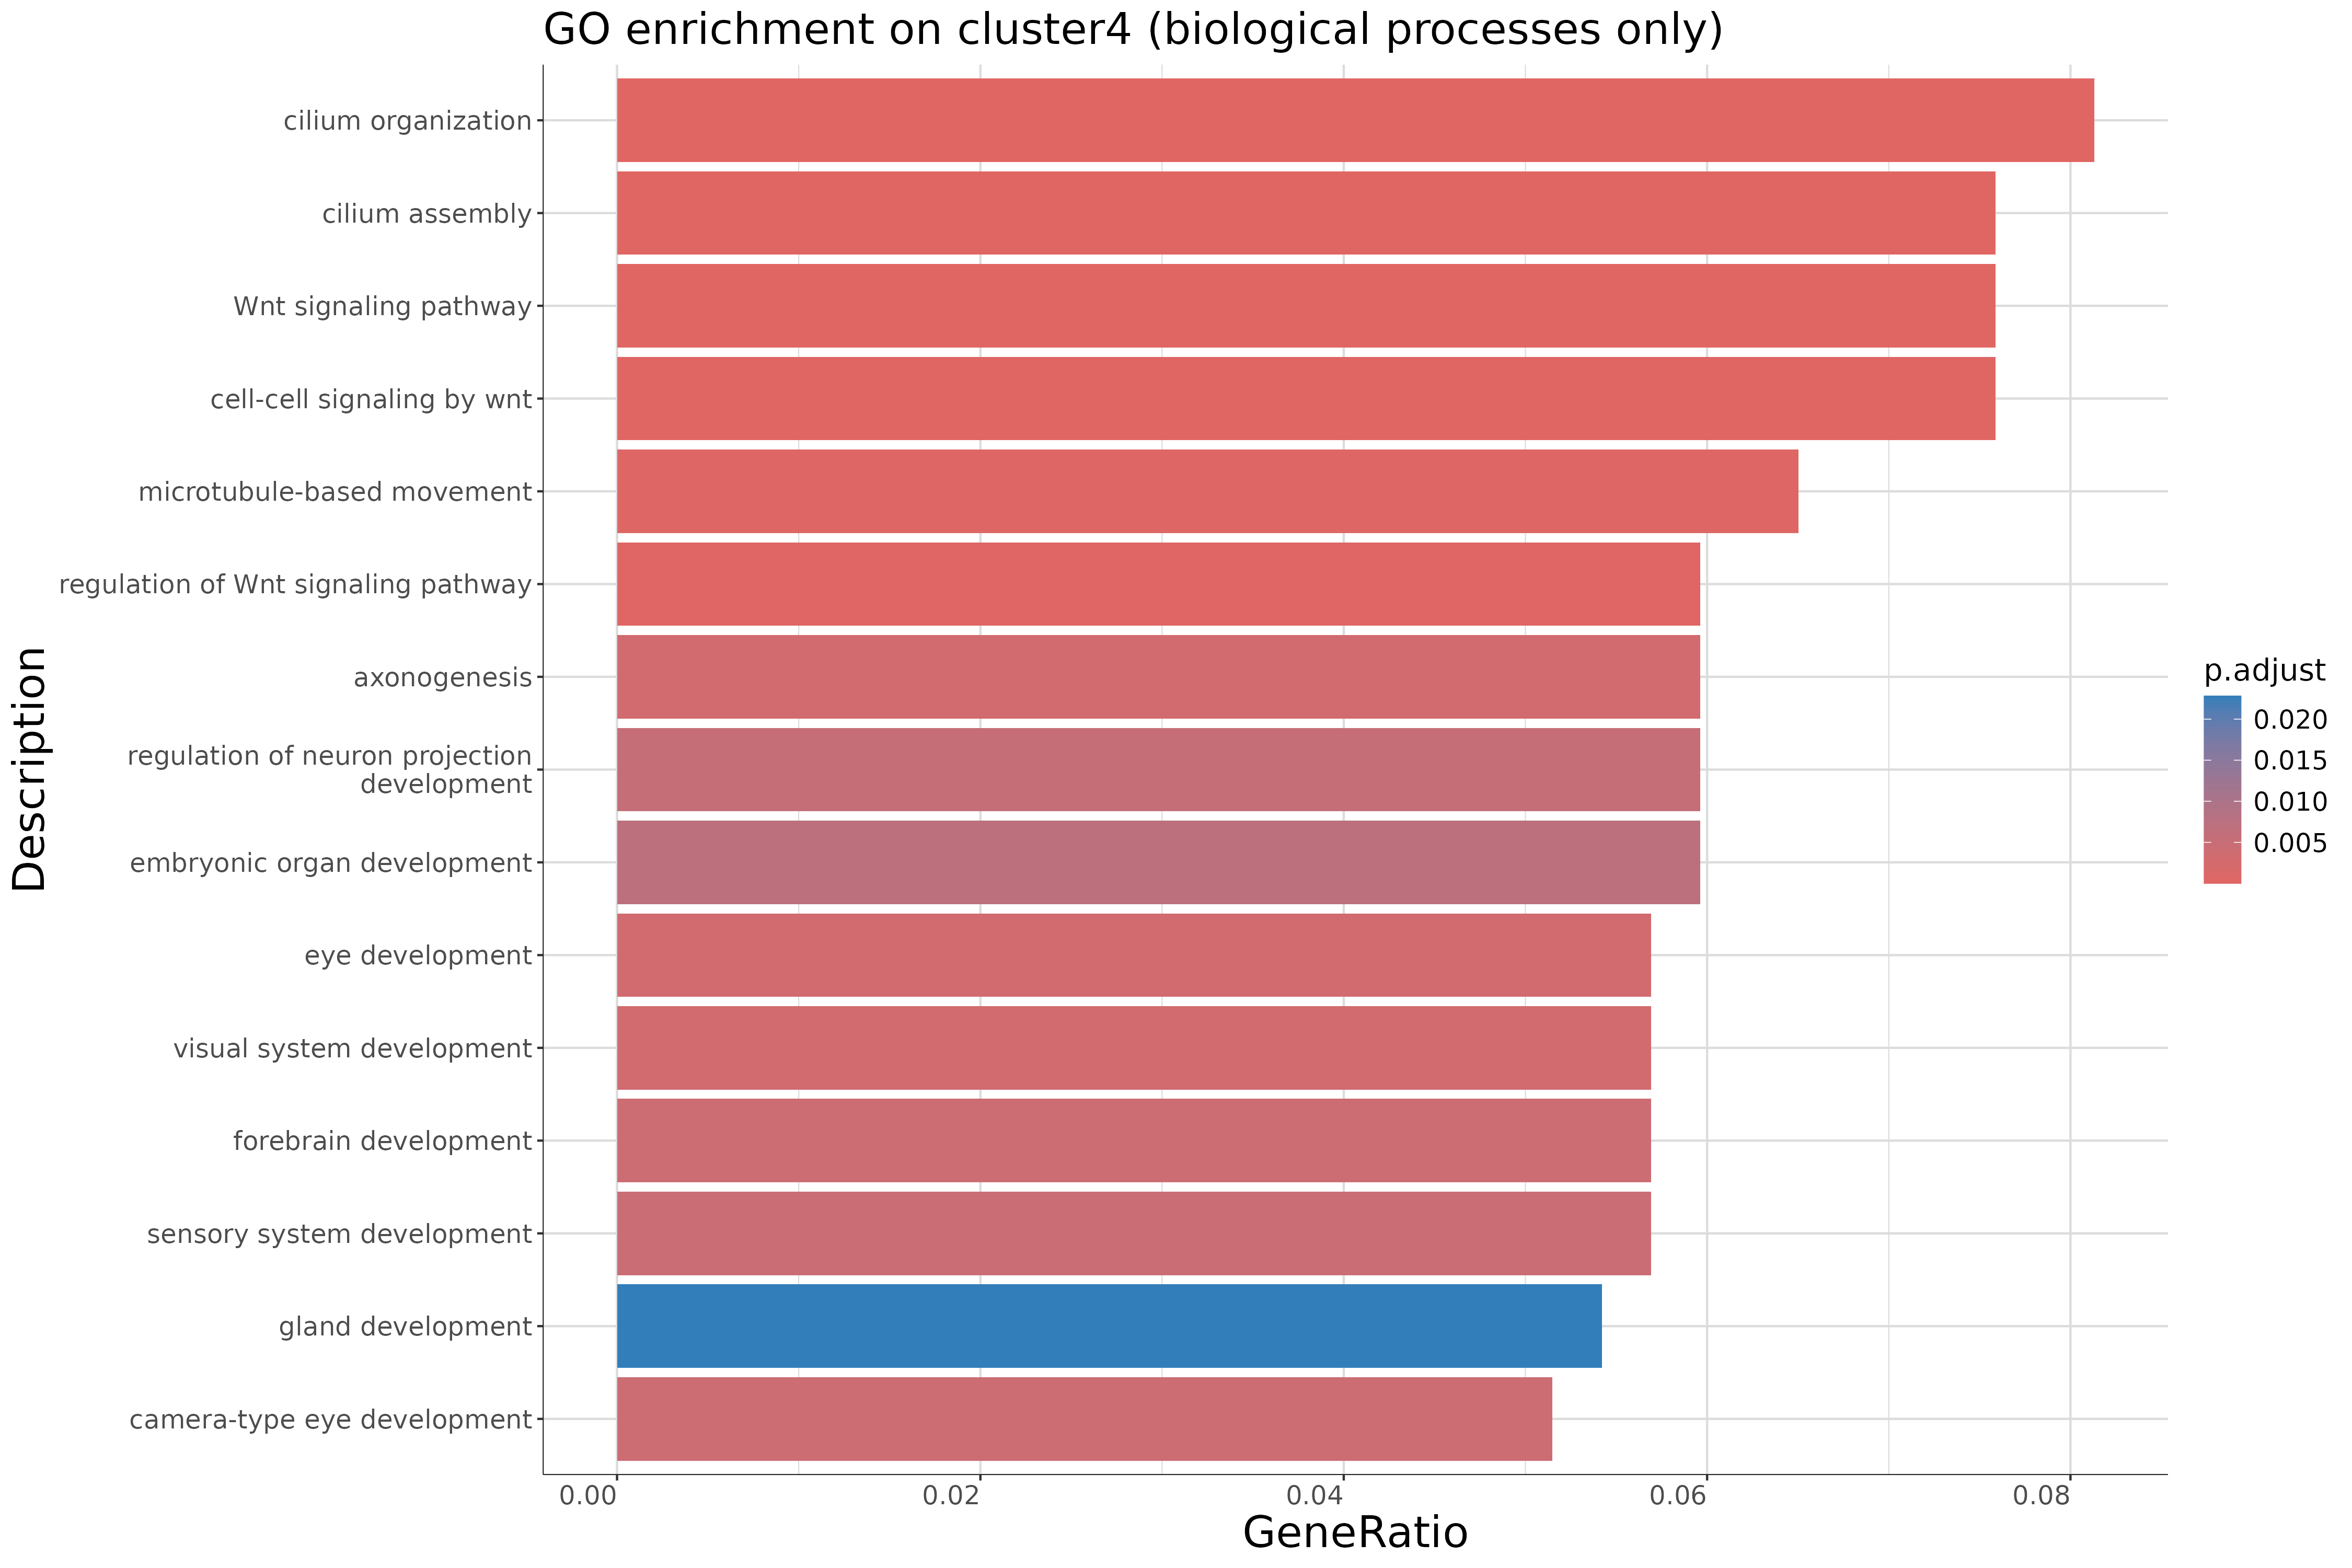 GO enrichment on cluster4 (biological processes only)
Description
cilium organization
cilium assembly
Wnt signaling pathway
cell-cell signaling by wnt
microtubule-based movement
regulation of Wnt signaling pathway
axonogenesis
regulation of neuron projection
development
embryonic organ development
eye development
visual system development
forebrain development
sensory system development
gland development
camera-type eye development
0.00
0.02
0.04
0.06
0.08
GeneRatio
p.adjust
0.020
0.015
0.010
0.005